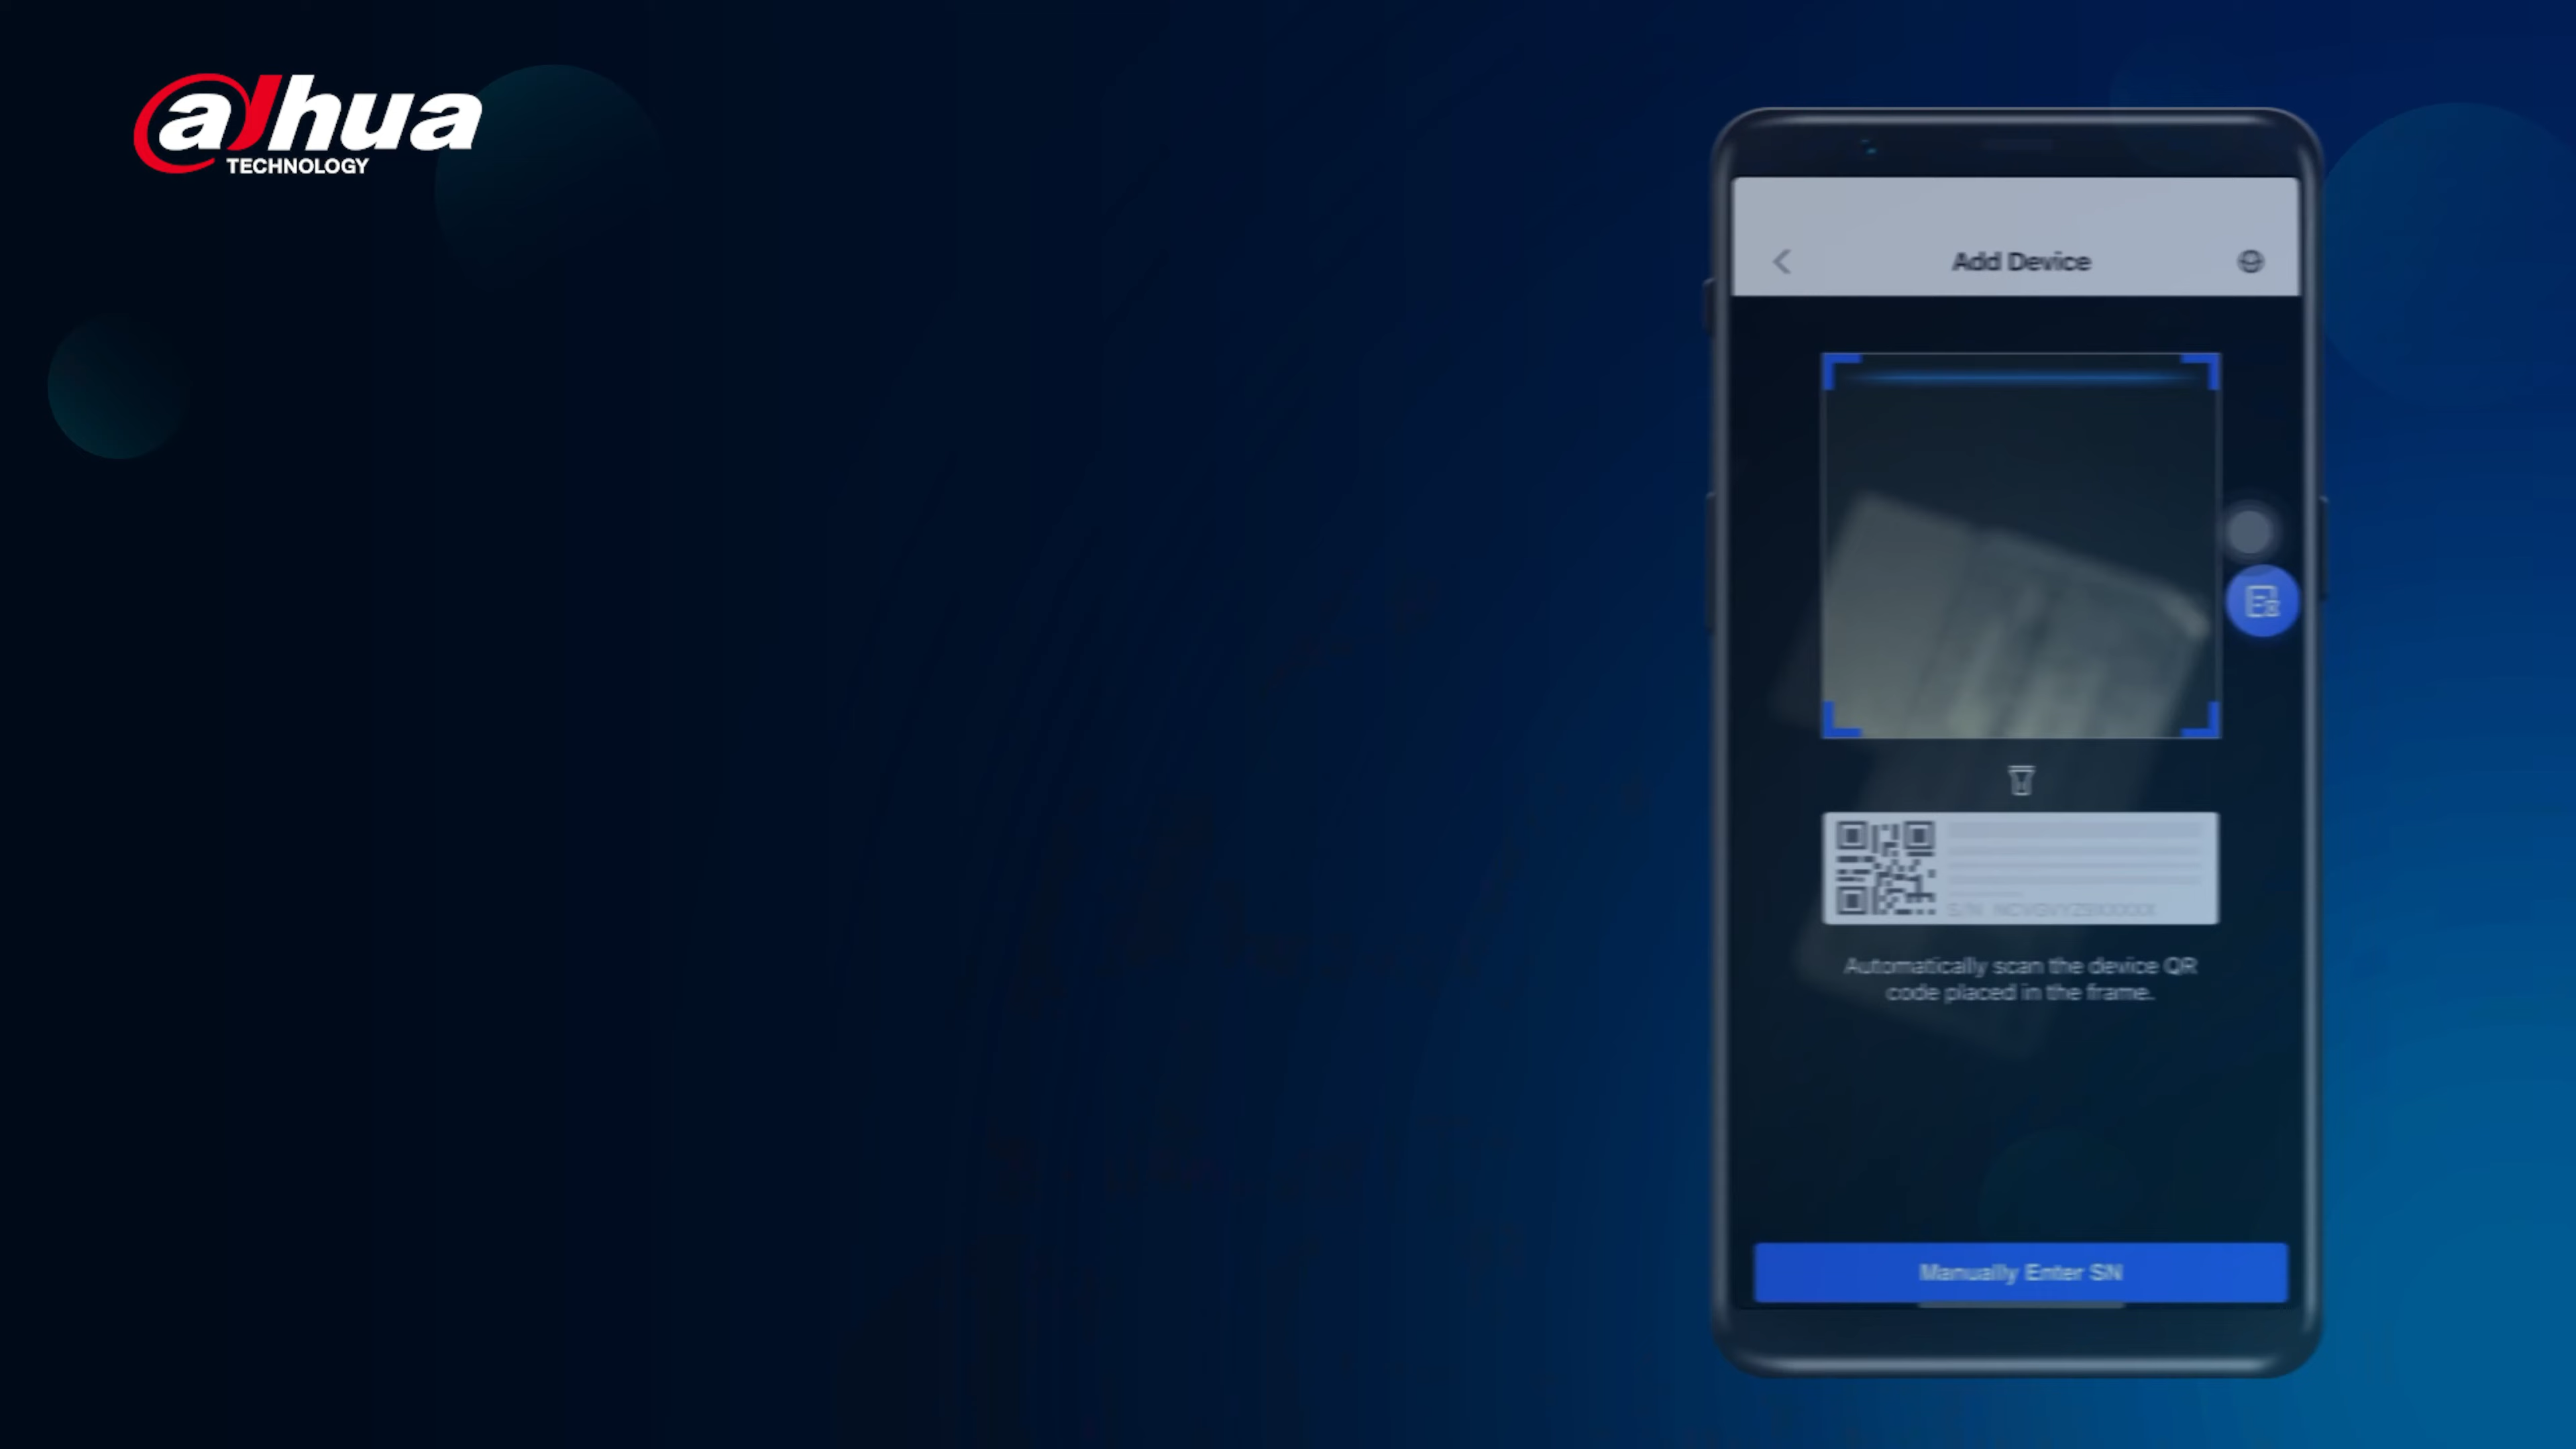 alhua
TECHNOLOGY
Add Device
Automatically scan the device QR
code placed in the frame.
Manually Enter SN